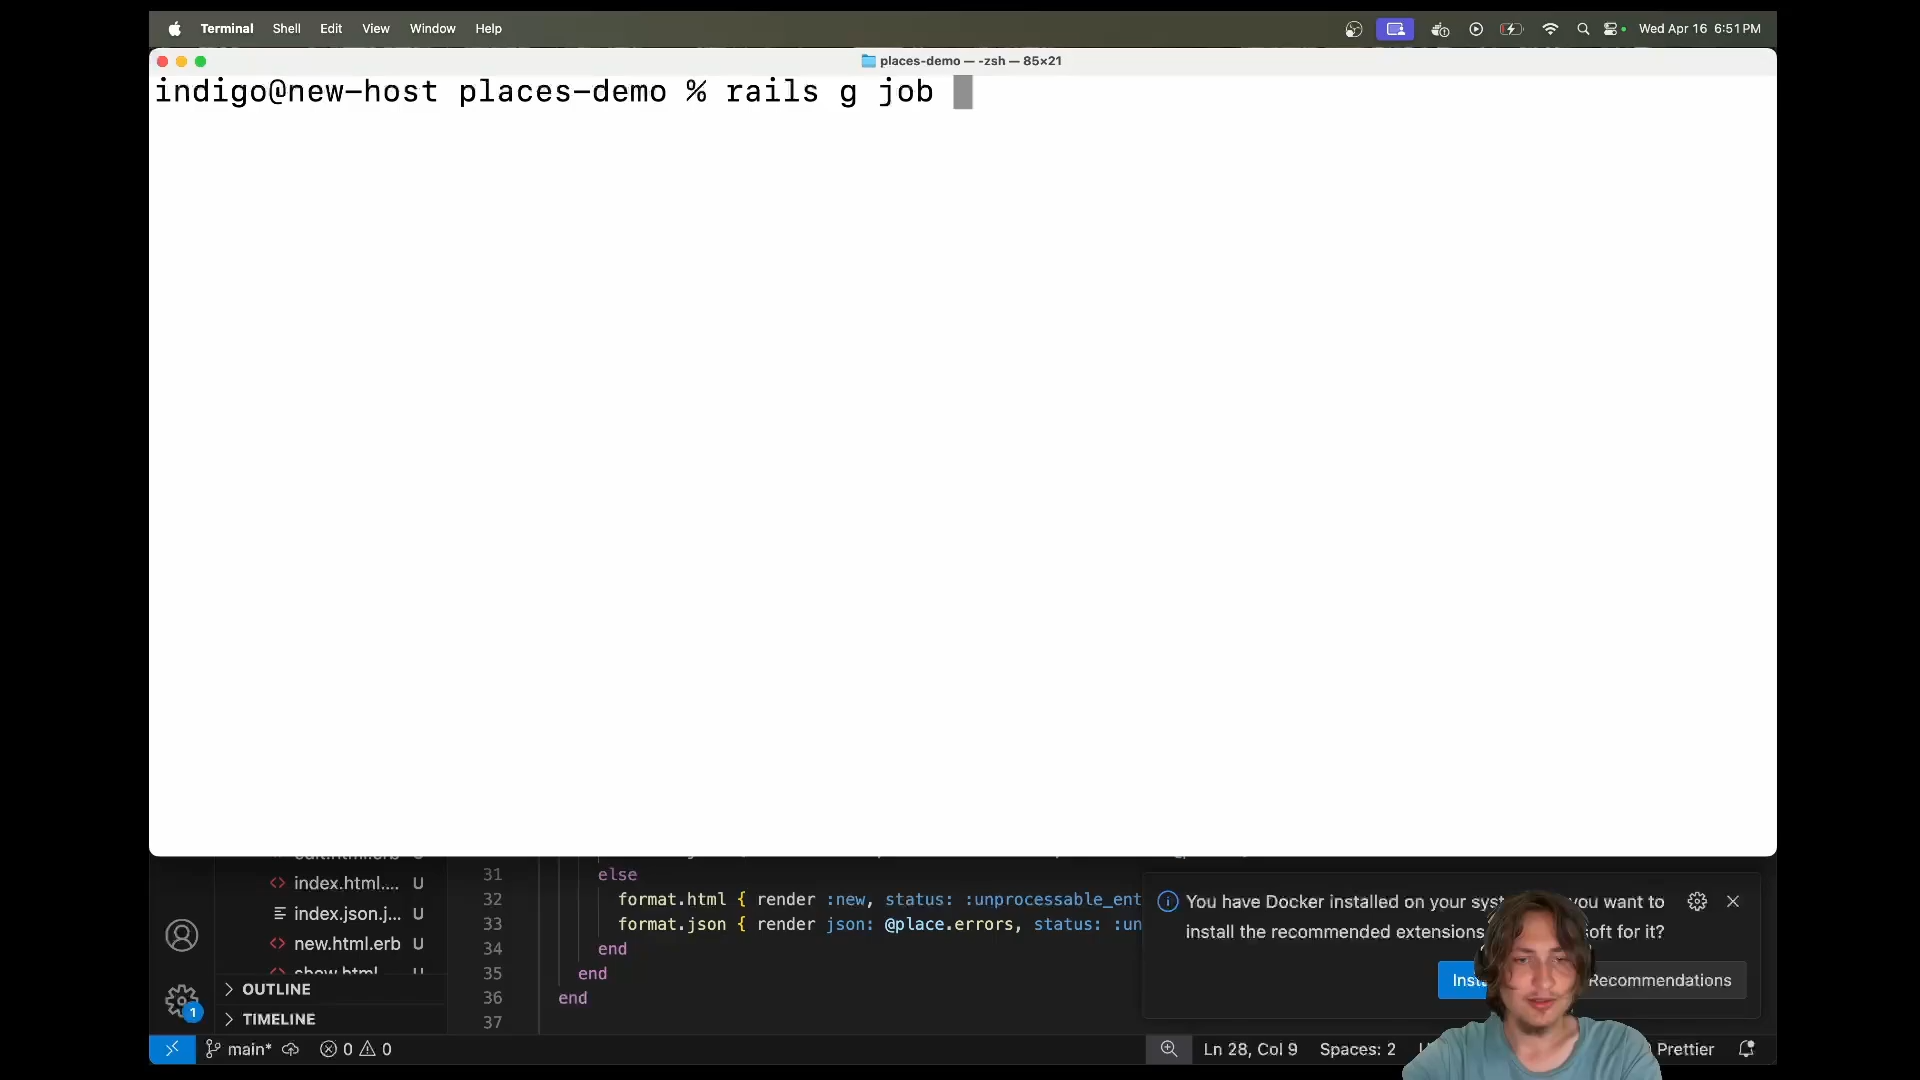 Terminal Shell Edit View Window Help Wed Apr 16 6:51 PM
places-demo — -zsh — 85×21
indigo@new-host places-demo % rails g job
index.html.... U
index.json.j... U
new.html.erb U
OUTLINE
TIMELINE
1
31 else
32 format.html { render :new, status: :unprocessable_ent
33 format.json { render json: @place.errors, status: :un
34 end
35 end
36 end
37
You have Docker installed on your you want to
install the recommended extensions for it?
Recommendations
main* 0 0 Ln 28, Col 9 Spaces: 2 Prettier